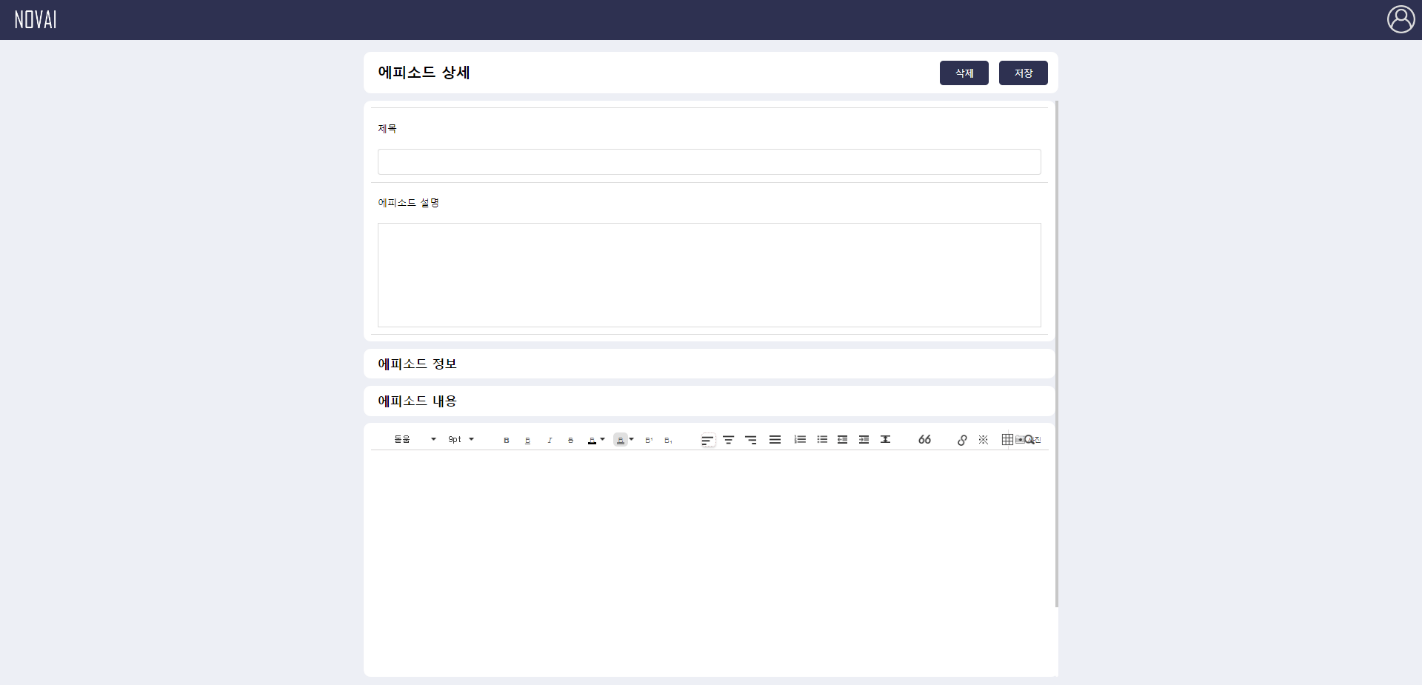 NOVAI
에피소드 상세
삭제 저장
제목
에피소드 설명
에피소드 정보
에피소드 내용
돋움 9pt